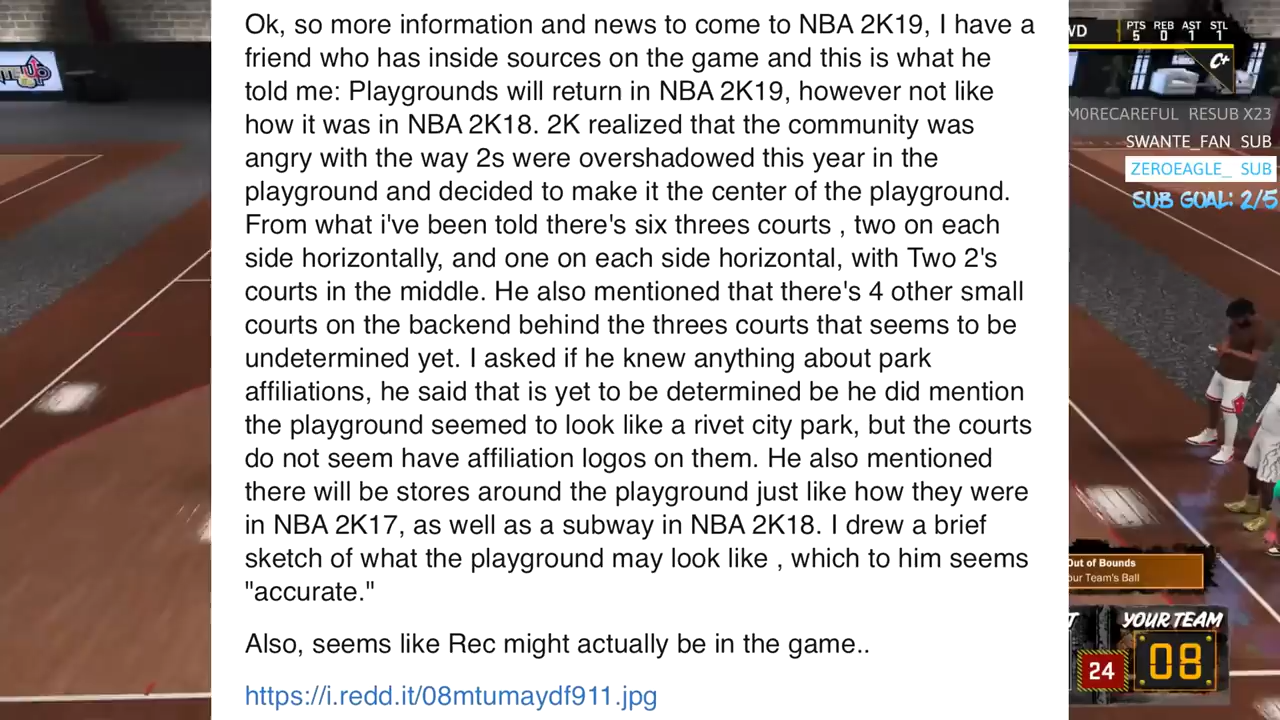 Ok, so more information and news to come to NBA 2K19, I have a
friend who has inside sources on the game and this is what he
told me: Playgrounds will return in NBA 2K19, however not like
how it was in NBA 2K18. 2K realized that the community was
angry with the way 2s were overshadowed this year in the
playground and decided to make it the center of the playground.
From what i've been told there's six threes courts , two on each
side horizontally, and one on each side horizontal, with Two 2's
courts in the middle. He also mentioned that there's 4 other small
courts on the backend behind the threes courts that seems to be
undetermined yet. I asked if he knew anything about park
affiliations, he said that is yet to be determined be he did mention
the playground seemed to look like a rivet city park, but the courts
do not seem have affiliation logos on them. He also mentioned
there will be stores around the playground just like how they were
in NBA 2K17, as well as a subway in NBA 2K18. I drew a brief
sketch of what the playground may look like , which to him seems
"accurate."
Also, seems like Rec might actually be in the game..
https://i.redd.it/08mtumaydf911.jpg
WD PTS REB AST STL
5 0 1 1
C+
M0RECAREFUL RESUB X23
SWANTE_FAN SUB
ZEROEAGLE_ SUB
SUB GOAL: 2/5
Out of Bounds
our Team's Ball
YOUR TEAM
24 08